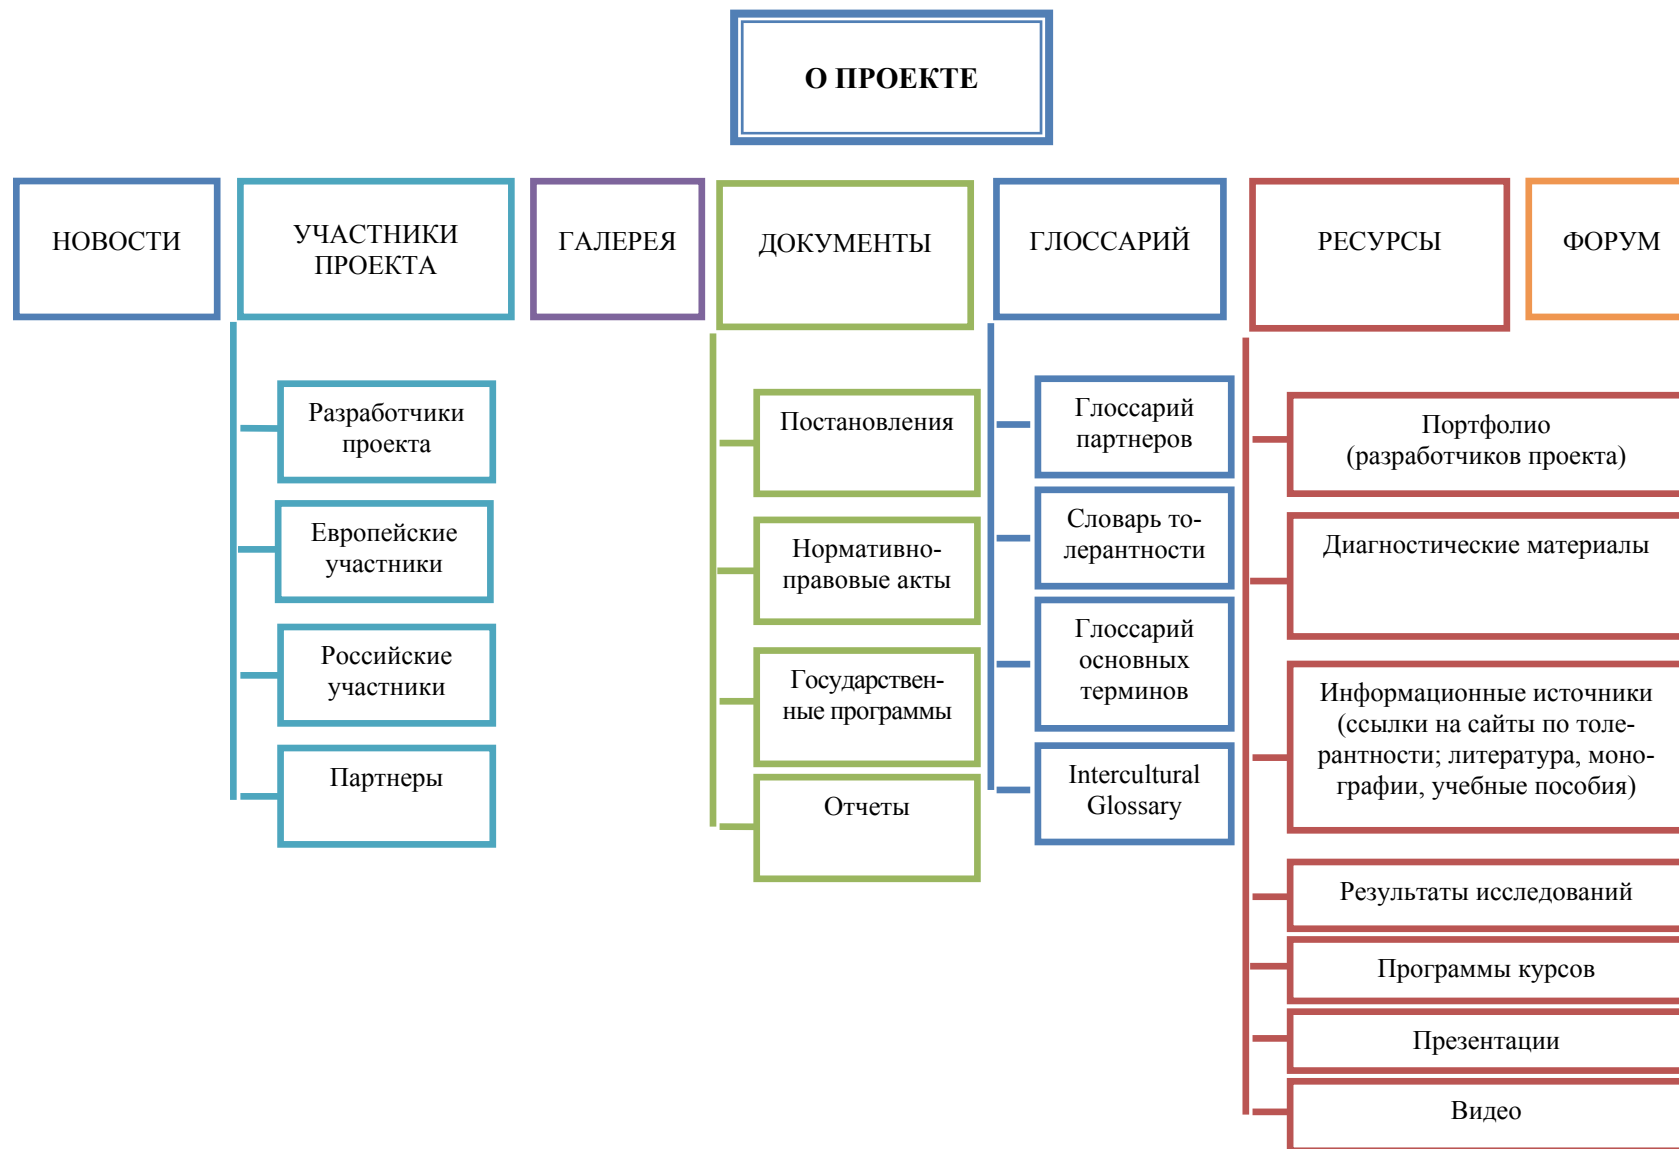 О ПРОЕКТЕ
НОВОСТИ
УЧАСТНИКИ
ПРОЕКТА
ГАЛЕРЕЯ
ДОКУМЕНТЫ
ГЛОССАРИЙ
РЕСУРСЫ
ФОРУМ
Разработчики
проекта
Европейские
участники
Российские
участники
Партнеры
Постановления
Нормативно-
правовые акты
Государствен-
ные программы
Отчеты
Глоссарий
партнеров
Словарь то-
лерантности
Глоссарий
основных
терминов
Intercultural
Glossary
Портфолио
(разработчиков проекта)
Диагностические материалы
Информационные источники
(ссылки на сайты по толе-
рантности; литература, моно-
графии, учебные пособия)
Результаты исследований
Программы курсов
Презентации
Видео